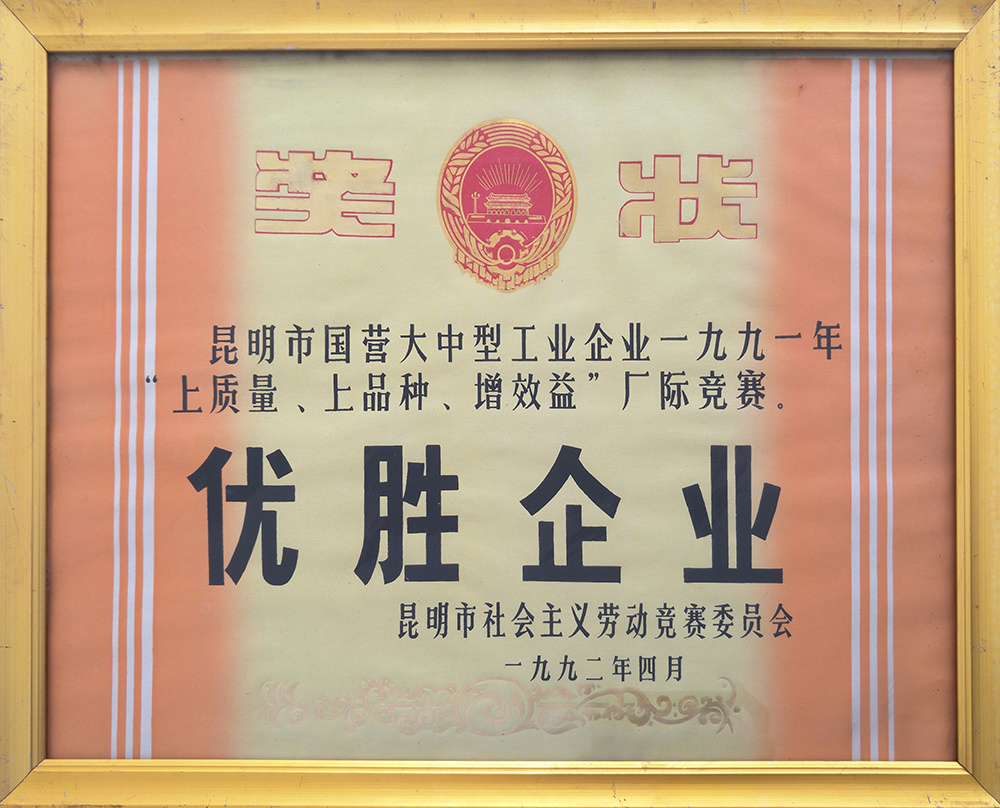 奖状
昆明市国营大中型工业企业一九九一年
“上质量、上品种、增效益”厂际竞赛.
优胜企业
昆明市社会主义劳动竞赛委员会
一九九二年四月